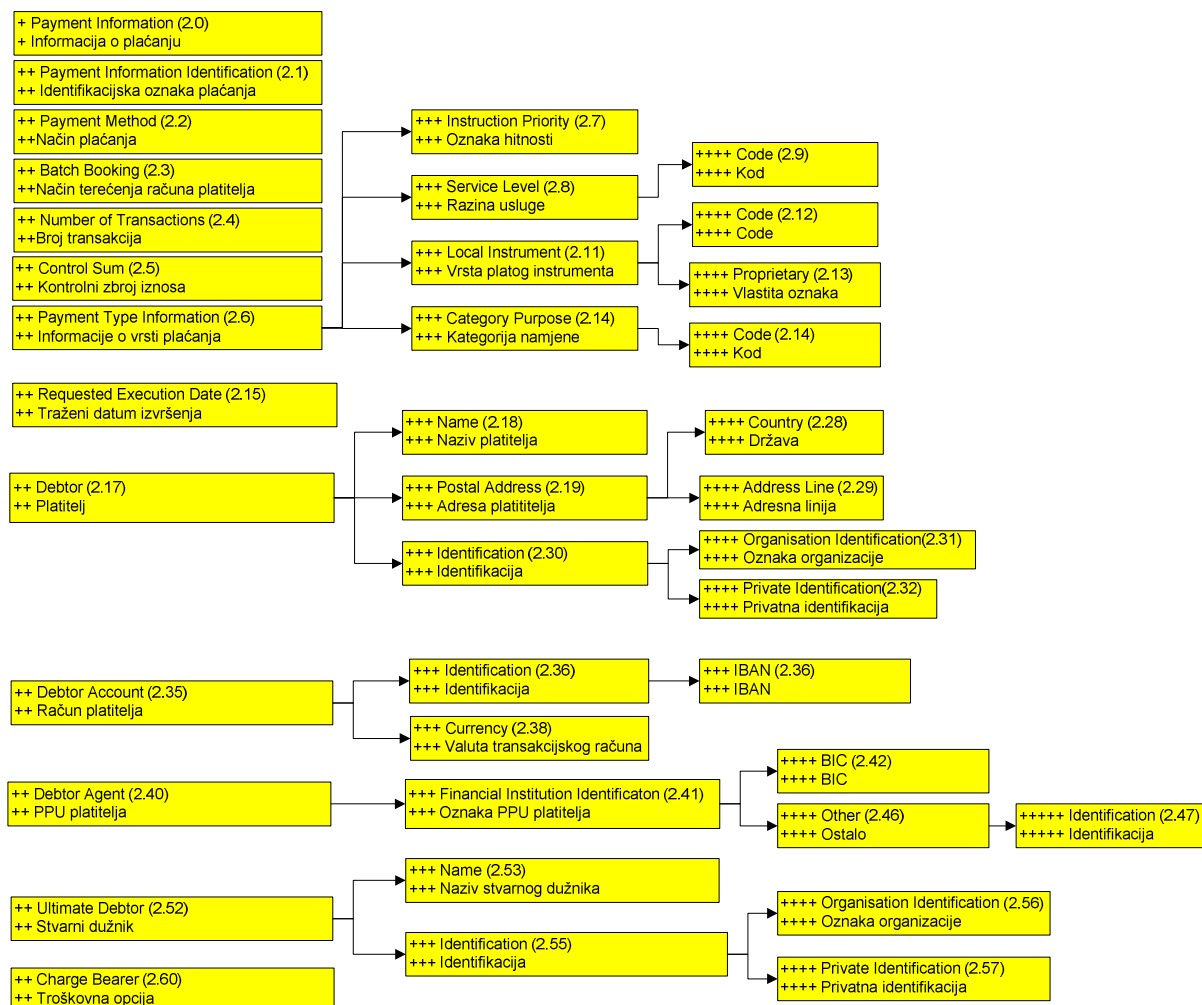 + Payment Information (2.0)
+ Informacija o plaćanju
++ Payment Information Identification (2.1)
++ Identifikacijska oznaka plaćanja
++ Payment Method (2.2)
++Način plaćanja
++ Batch Booking (2.3)
++Način terećenja računa platitelja
++ Number of Transactions (2.4)
++Broj transakcija
++ Control Sum (2.5)
++ Kontrolni zbroj iznosa
++ Payment Type Information (2.6)
++ Informacije o vrsti plaćanja
+++ Instruction Priority (2.7)
+++ Oznaka hitnosti
+++ Service Level (2.8)
+++ Razina usluge
++++ Code (2.9)
++++ Kod
+++ Local Instrument (2.11)
+++ Vrsta platog instrumenta
++++ Code (2.12)
++++ Code
++++ Proprietary (2.13)
++++ Vlastita oznaka
+++ Category Purpose (2.14)
+++ Kategorija namjene
++++ Code (2.14)
++++ Kod
++ Requested Execution Date (2.15)
++ Traženi datum izvršenja
++ Debtor (2.17)
++ Platitelj
+++ Name (2.18)
+++ Naziv platitelja
+++ Postal Address (2.19)
+++ Adresa platititelja
++++ Country (2.28)
++++ Država
++++ Address Line (2.29)
++++ Adresna linija
+++ Identification (2.30)
+++ Identifikacija
++++ Organisation Identification(2.31)
++++ Oznaka organizacije
++++ Private Identification(2.32)
++++ Privatna identifikacija
++ Debtor Account (2.35)
++ Račun platitelja
+++ Identification (2.36)
+++ Identifikacija
+++ IBAN (2.36)
+++ IBAN
+++ Currency (2.38)
+++ Valuta transakcijskog računa
++ Debtor Agent (2.40)
++ PPU platitelja
+++ Financial Institution Identificaton (2.41)
+++ Oznaka PPU platitelja
++++ BIC (2.42)
++++ BIC
++++ Other (2.46)
++++ Ostalo
+++++ Identification (2.47)
+++++ Identifikacija
++ Ultimate Debtor (2.52)
++ Stvarni dužnik
+++ Name (2.53)
+++ Naziv stvarnog dužnika
+++ Identification (2.55)
+++ Identifikacija
++++ Organisation Identification (2.56)
++++ Oznaka organizacije
++++ Private Identification (2.57)
++++ Privatna identifikacija
++ Charge Bearer (2.60)
++ Troškovna opcija